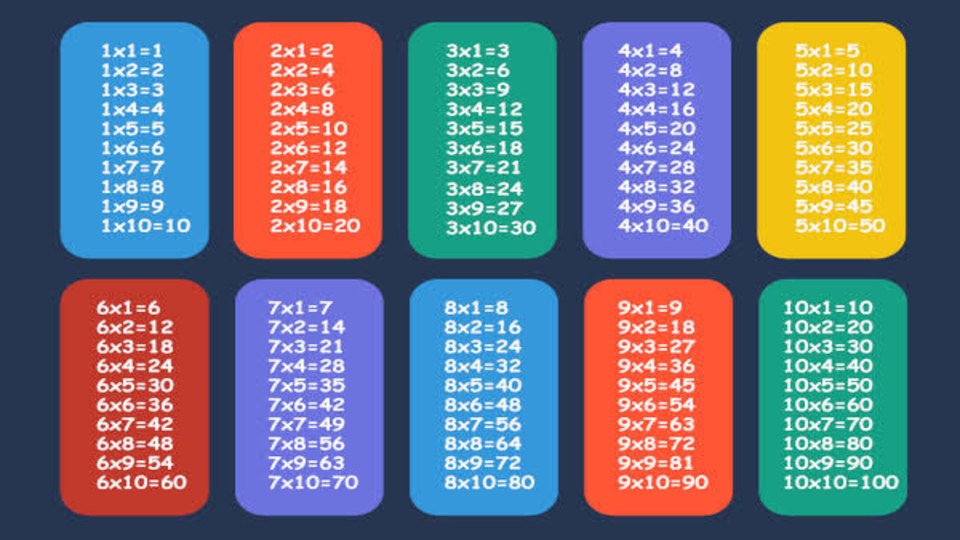 1x1=1
1x2=2
1x3=3
1x4=4
1x5=5
1x6=6
1x7=7
1x8=8
1x9=9
1x10=10
2x1=2
2x2=4
2x3=6
2x4=8
2x5=10
2x6=12
2x7=14
2x8=16
2x9=18
2x10=20
3x1=3
3x2=6
3x3=9
3x4=12
3x5=15
3x6=18
3x7=21
3x8=24
3x9=27
3x10=30
4x1=4
4x2=8
4x3=12
4x4=16
4x5=20
4x6=24
4x7=28
4x8=32
4x9=36
4x10=40
5x1=5
5x2=10
5x3=15
5x4=20
5x5=25
5x6=30
5x7=35
5x8=40
5x9=45
5x10=50
6x1=6
6x2=12
6x3=18
6x4=24
6x5=30
6x6=36
6x7=42
6x8=48
6x9=54
6x10=60
7x1=7
7x2=14
7x3=21
7x4=28
7x5=35
7x6=42
7x7=49
7x8=56
7x9=63
7x10=70
8x1=8
8x2=16
8x3=24
8x4=32
8x5=40
8x6=48
8x7=56
8x8=64
8x9=72
8x10=80
9x1=9
9x2=18
9x3=27
9x4=36
9x5=45
9x6=54
9x7=63
9x8=72
9x9=81
9x10=90
10x1=10
10x2=20
10x3=30
10x4=40
10x5=50
10x6=60
10x7=70
10x8=80
10x9=90
10x10=100